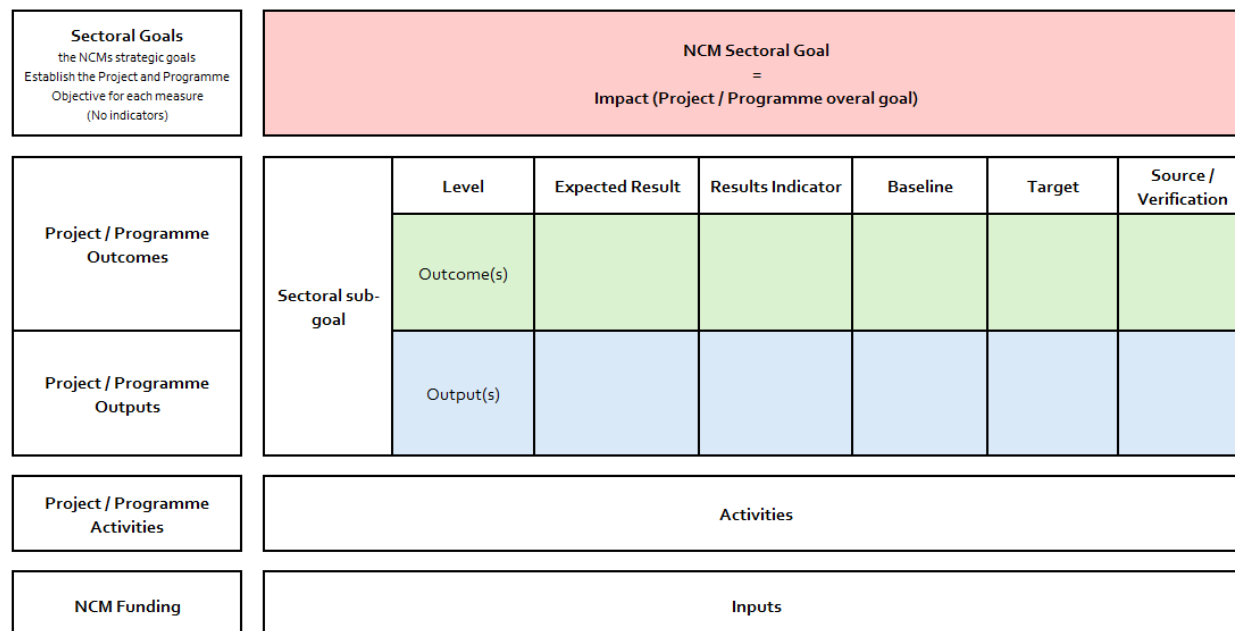 Sectoral Goals
the NCMs strategic goals
Establish the Project and Programme
Objective for each measure
(No indicators)
NCM Sectoral Goal
=
Impact (Project / Programme overal goal)
Project / Programme
Outcomes
Project / Programme
Outputs
Sectoral sub-
goal
Level
Expected Result
Results Indicator
Baseline
Target
Source /
Verification
Outcome(s)
Output(s)
Project / Programme
Activities
Activities
NCM Funding
Inputs